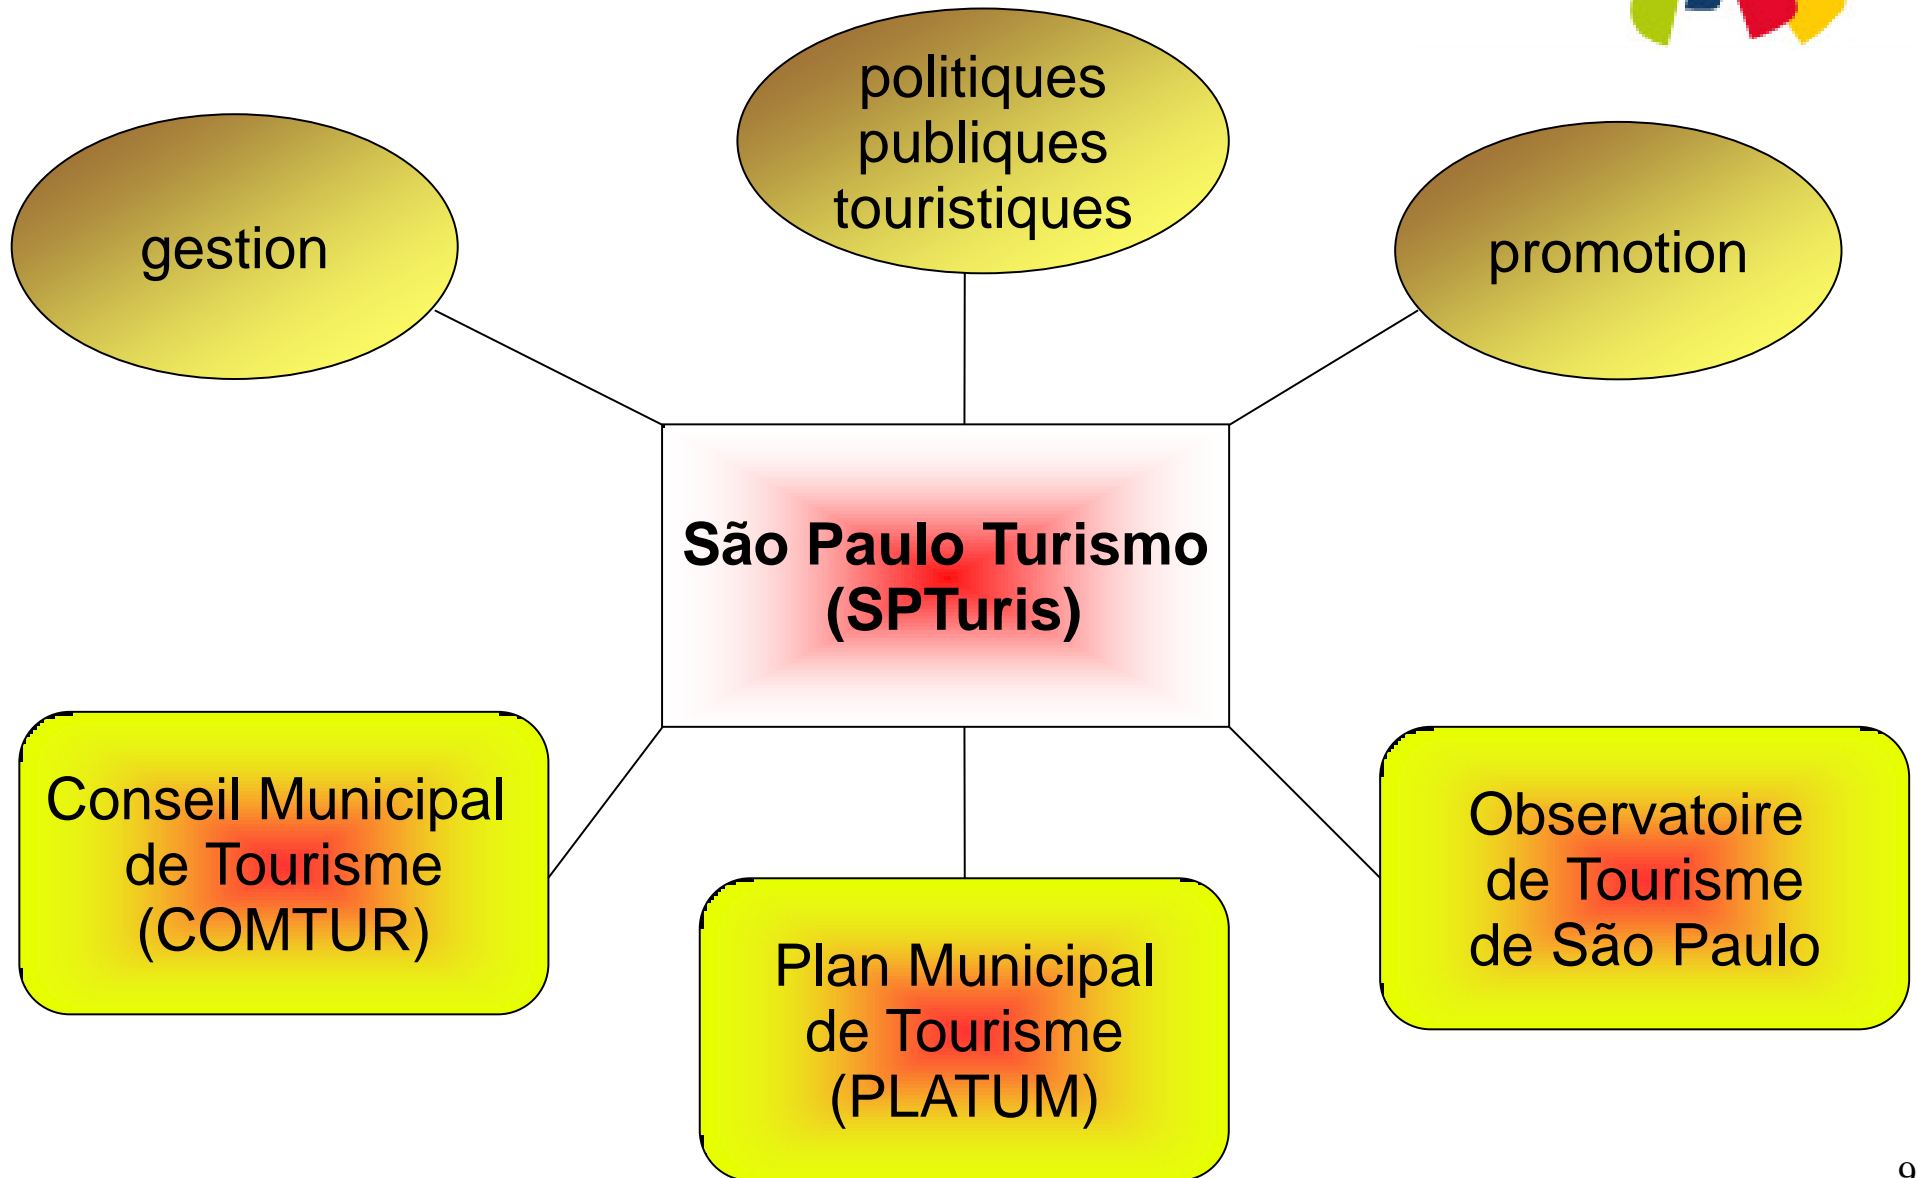 politiques
publiques
touristiques
gestion
promotion
São Paulo Turismo
(SPTuris)
Conseil Municipal
de Tourisme
(COMTUR)
Plan Municipal
de Tourisme
(PLATUM)
Observatoire
de Tourisme
de São Paulo
9